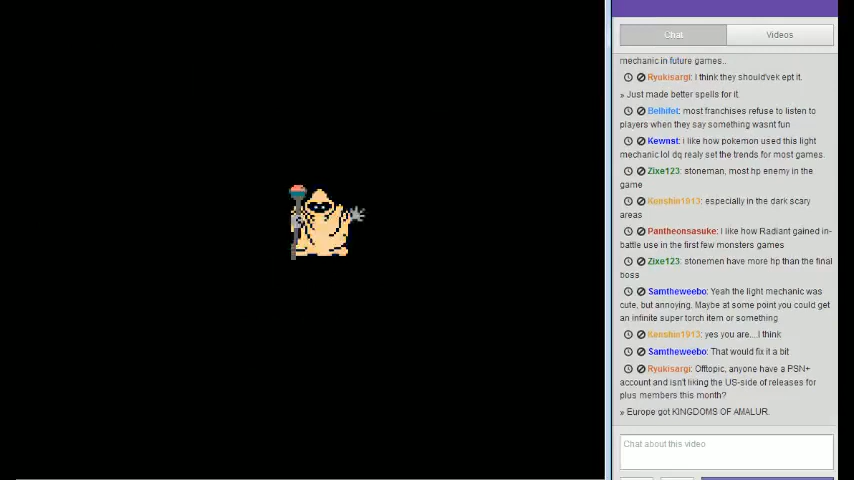 Chat
Videos
mechanic in future games..
Ryukisargi: I think they should'vek ept it.
» Just made better spells for it.
Belhifet: most franchises refuse to listen to
players when they say something wasnt fun
Kewnst: i like how pokemon used this light
mechanic lol dq realy set the trends for most games.
Zixe123: stoneman, most hp enemy in the
game
Kenshin1913: especially in the dark scary
areas
Pantheonsasuke: I like how Radiant gained in-
battle use in the first few monsters games
Zixe123: stonemen have more hp than the final
boss
Samtheweebo: Yeah the light mechanic was
cute, but annoying. Maybe at some point you could get
an infinite super torch item or something
Kenshin1913: yes you are....I think
Samtheweebo: That would fix it a bit
Ryukisargi: Offtopic, anyone have a PSN+
account and isn't liking the US-side of releases for
plus members this month?
» Europe got KINGDOMS OF AMALUR.
Chat about this video